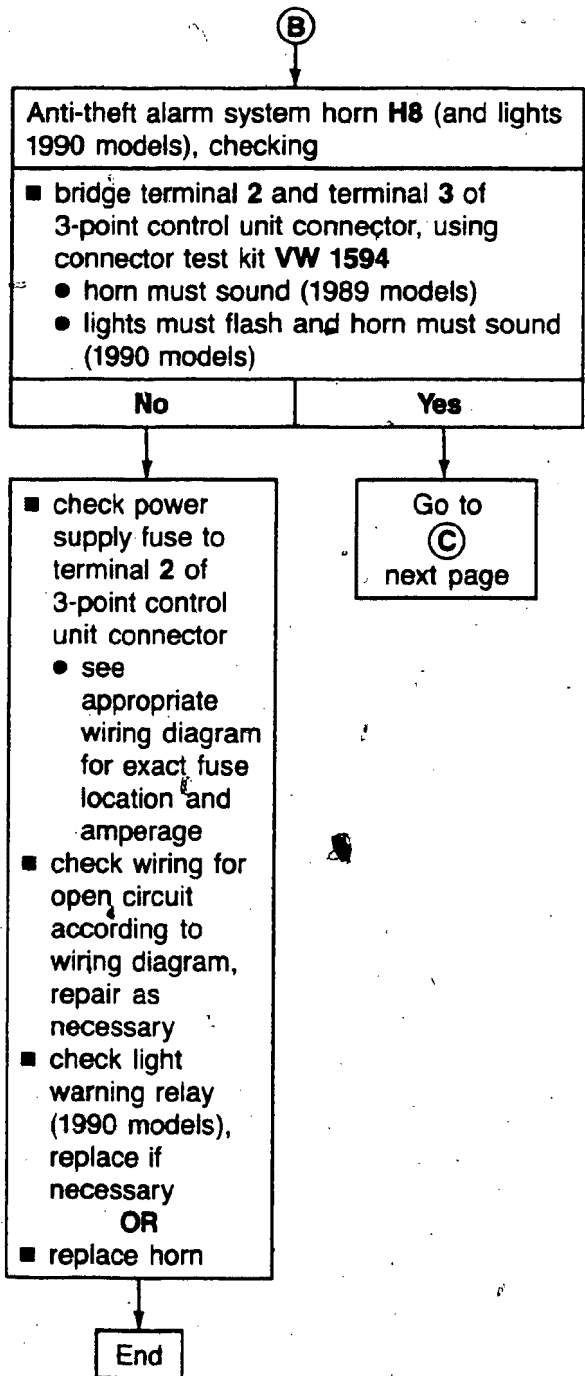 B
Anti-theft alarm system horn H8 (and lights
1990 models), checking
■ bridge terminal 2 and terminal 3 of
3-point control unit connector, using
connector test kit VW 1594
● horn must sound (1989 models)
● lights must flash and horn must sound
(1990 models)
No
Yes
■ check power
supply fuse to
terminal 2 of
3-point control
unit connector
● see
appropriate
wiring diagram
for exact fuse
location and
amperage
■ check wiring for
open circuit
according to
wiring diagram,
repair as
necessary
■ check light
warning relay
(1990 models),
replace if
necessary
OR
■ replace horn
End
Go to
C
next page